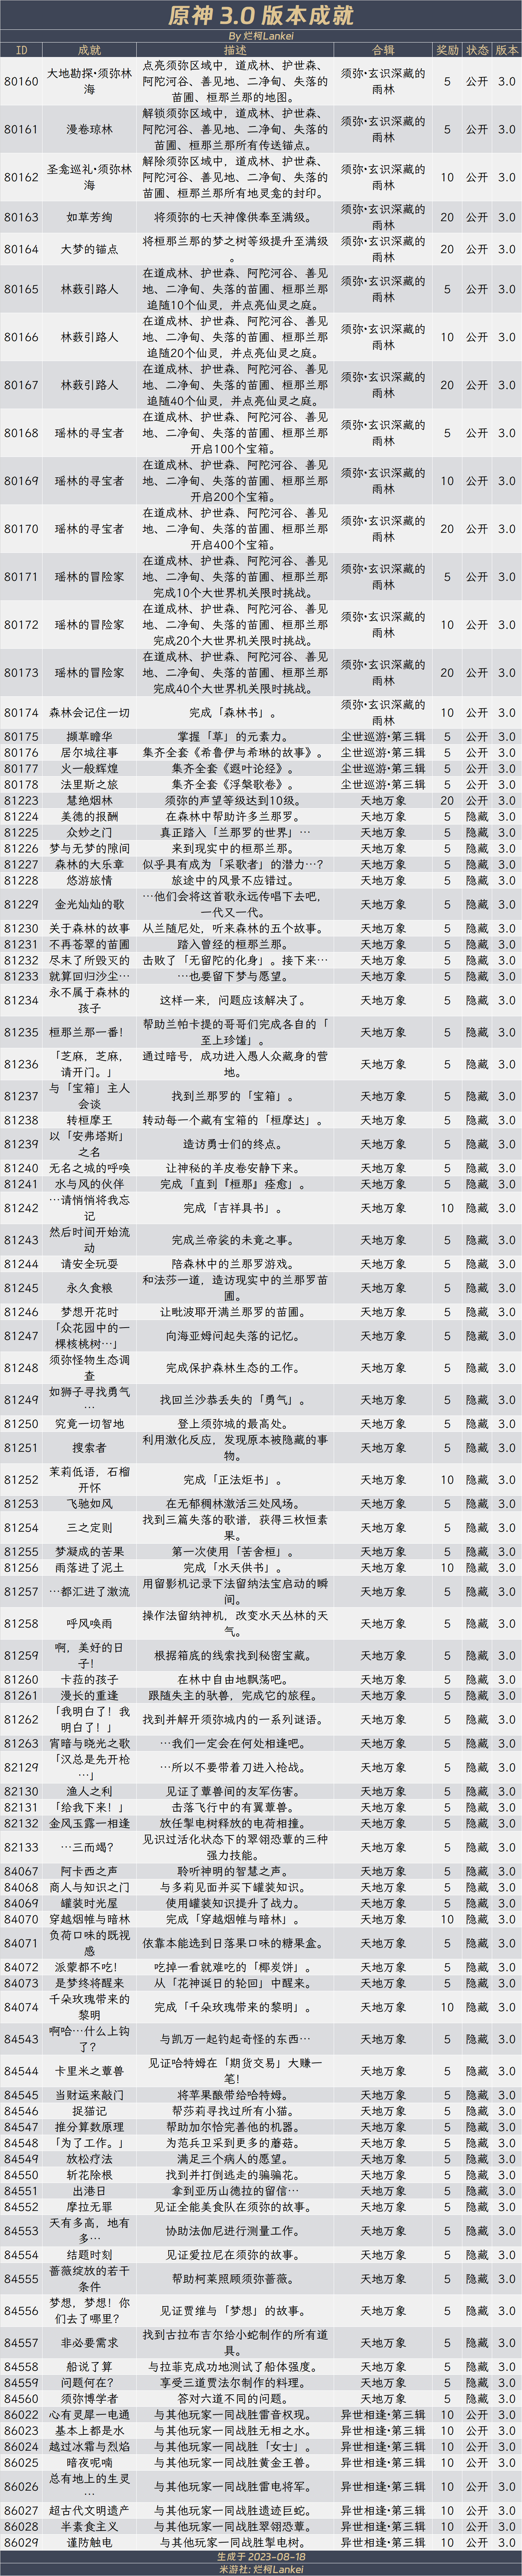 原神 3.0 版本成就
By 烂柯Lankei
ID 成就 描述 合辑 奖励 状态 版本
80160 大地勘探·须弥林海 点亮须弥区域中，道成林、护世森、阿陀河谷、善见地、二净甸、失落的苗圃、桓那兰那的地图。 须弥·玄识深藏的雨林 5 公开 3.0
80161 漫卷琼林 解锁须弥区域中，道成林、护世森、阿陀河谷、善见地、二净甸、失落的苗圃、桓那兰那所有传送锚点。 须弥·玄识深藏的雨林 5 公开 3.0
80162 圣龛巡礼·须弥林海 解除须弥区域中，道成林、护世森、阿陀河谷、善见地、二净甸、失落的苗圃、桓那兰那所有地灵龛的封印。 须弥·玄识深藏的雨林 10 公开 3.0
80163 如草芳绚 将须弥的七天神像供奉至满级。 须弥·玄识深藏的雨林 20 公开 3.0
80164 大梦的锚点 将桓那兰那的梦之树等级提升至满级。 须弥·玄识深藏的雨林 20 公开 3.0
80165 林薮引路人 在道成林、护世森、阿陀河谷、善见地、二净甸、失落的苗圃、桓那兰那追随10个仙灵，并点亮仙灵之庭。 须弥·玄识深藏的雨林 5 公开 3.0
80166 林薮引路人 在道成林、护世森、阿陀河谷、善见地、二净甸、失落的苗圃、桓那兰那追随20个仙灵，并点亮仙灵之庭。 须弥·玄识深藏的雨林 10 公开 3.0
80167 林薮引路人 在道成林、护世森、阿陀河谷、善见地、二净甸、失落的苗圃、桓那兰那追随40个仙灵，并点亮仙灵之庭。 须弥·玄识深藏的雨林 20 公开 3.0
80168 瑶林的寻宝者 在道成林、护世森、阿陀河谷、善见地、二净甸、失落的苗圃、桓那兰那开启100个宝箱。 须弥·玄识深藏的雨林 5 公开 3.0
80169 瑶林的寻宝者 在道成林、护世森、阿陀河谷、善见地、二净甸、失落的苗圃、桓那兰那开启200个宝箱。 须弥·玄识深藏的雨林 10 公开 3.0
80170 瑶林的寻宝者 在道成林、护世森、阿陀河谷、善见地、二净甸、失落的苗圃、桓那兰那开启400个宝箱。 须弥·玄识深藏的雨林 20 公开 3.0
80171 瑶林的冒险家 在道成林、护世森、阿陀河谷、善见地、二净甸、失落的苗圃、桓那兰那完成10个大世界机关限时挑战。 须弥·玄识深藏的雨林 5 公开 3.0
80172 瑶林的冒险家 在道成林、护世森、阿陀河谷、善见地、二净甸、失落的苗圃、桓那兰那完成20个大世界机关限时挑战。 须弥·玄识深藏的雨林 10 公开 3.0
80173 瑶林的冒险家 在道成林、护世森、阿陀河谷、善见地、二净甸、失落的苗圃、桓那兰那完成40个大世界机关限时挑战。 须弥·玄识深藏的雨林 20 公开 3.0
80174 森林会记住一切 完成「森林书」。 须弥·玄识深藏的雨林 10 公开 3.0
80175 撷草瞻华 掌握「草」的元素力。 尘世巡游·第三辑 5 公开 3.0
80176 居尔城往事 集齐全套《希鲁伊与希琳的故事》。 尘世巡游·第三辑 5 公开 3.0
80177 火一般辉煌 集齐全套《遐叶论经》。 尘世巡游·第三辑 5 公开 3.0
80178 法里斯之旅 集齐全套《浮槃歌卷》。 尘世巡游·第三辑 5 公开 3.0
81223 慧绝烟林 须弥的声望等级达到10级。 天地万象 20 公开 3.0
81224 美德的报酬 在森林中帮助许多兰那罗。 天地万象 5 隐藏 3.0
81225 众妙之门 真正踏入「兰那罗的世界」… 天地万象 5 隐藏 3.0
81226 梦与无梦的隙间 来到现实中的桓那兰那。 天地万象 5 隐藏 3.0
81227 森林的大乐章 似乎具有成为「采歌者」的潜力…？ 天地万象 5 隐藏 3.0
81228 悠游旅情 旅途中的风景不应错过。 天地万象 5 隐藏 3.0
81229 金光灿灿的歌 …他们会将这首歌永远传唱下去吧，一代又一代。 天地万象 5 隐藏 3.0
81230 关于森林的故事 从兰随尼处，听来森林的五个故事。 天地万象 5 隐藏 3.0
81231 不再苍翠的苗圃 踏入曾经的桓那兰那。 天地万象 5 隐藏 3.0
81232 尽末了所毁灭的 击败了「无留陀的化身」。接下来… 天地万象 5 隐藏 3.0
81233 就算回归沙尘… …也要留下梦与愿望。 天地万象 5 隐藏 3.0
81234 永不属于森林的孩子 这样一来，问题应该解决了。 天地万象 5 隐藏 3.0
81235 桓那兰那一番！ 帮助兰帕卡提的哥哥们完成各自的「至上珍馐」。 天地万象 5 隐藏 3.0
81236 「芝麻，芝麻，请开门。」 通过暗号，成功进入愚人众藏身的营地。 天地万象 5 隐藏 3.0
81237 与「宝箱」主人会谈 找到兰那罗的「宝箱」。 天地万象 5 隐藏 3.0
81238 转桓摩王 转动每一个藏有宝箱的「桓摩达」。 天地万象 5 隐藏 3.0
81239 以「安弗塔斯」之名 造访勇士们的终点。 天地万象 5 隐藏 3.0
81240 无名之城的呼唤 让神秘的羊皮卷安静下来。 天地万象 5 隐藏 3.0
81241 水与风的伙伴 完成「直到『桓那』痊愈」。 天地万象 5 隐藏 3.0
81242 …请悄悄将我忘记 完成「吉祥具书」。 天地万象 10 隐藏 3.0
81243 然后时间开始流动 完成兰帝裟的未竟之事。 天地万象 5 隐藏 3.0
81244 请安全玩耍 陪森林中的兰那罗游戏。 天地万象 5 隐藏 3.0
81245 永久食粮 和法莎一道，造访现实中的兰那罗苗圃。 天地万象 5 隐藏 3.0
81246 梦想开花时 让毗波耶开满兰那罗的苗圃。 天地万象 5 隐藏 3.0
81247 「众花园中的一棵核桃树…」 向海亚姆问起失落的记忆。 天地万象 5 隐藏 3.0
81248 须弥怪物生态调查 完成保护森林生态的工作。 天地万象 5 隐藏 3.0
81249 如狮子寻找勇气… 找回兰沙恭丢失的「勇气」。 天地万象 5 隐藏 3.0
81250 究竟一切智地 登上须弥城的最高处。 天地万象 5 隐藏 3.0
81251 搜索者 利用激化反应，发现原本被隐藏的事物。 天地万象 5 隐藏 3.0
81252 茉莉低语，石榴开怀 完成「正法炬书」。 天地万象 10 隐藏 3.0
81253 飞驰如风 在无郁稠林激活三处风场。 天地万象 5 隐藏 3.0
81254 三之定则 找到三篇失落的歌谱，获得三枚恒素果。 天地万象 5 隐藏 3.0
81255 梦凝成的苦果 第一次使用「苦舍桓」。 天地万象 5 隐藏 3.0
81256 雨落进了泥土 完成「水天供书」。 天地万象 10 隐藏 3.0
81257 …都汇进了激流 用留影机记录下法留纳法宝启动的瞬间。 天地万象 5 隐藏 3.0
81258 呼风唤雨 操作法留纳神机，改变水天丛林的天气。 天地万象 5 隐藏 3.0
81259 啊，美好的日子！ 根据箱底的线索找到秘密宝藏。 天地万象 5 隐藏 3.0
81260 卡菈的孩子 在林中自由地飘荡吧。 天地万象 5 隐藏 3.0
81261 漫长的重逢 跟随失主的驮兽，完成它的旅程。 天地万象 5 隐藏 3.0
81262 「我明白了！我明白了！」 找到并解开须弥城内的一系列谜语。 天地万象 5 隐藏 3.0
81263 宵暗与晓光之歌 …我们一定会在何处相逢吧。 天地万象 5 隐藏 3.0
82129 「汉总是先开枪…」 …所以不要带着刀进入枪战。 天地万象 5 隐藏 3.0
82130 渔人之利 见证了蕈兽间的友军伤害。 天地万象 5 隐藏 3.0
82131 「给我下来！」 击落飞行中的有翼蕈兽。 天地万象 5 隐藏 3.0
82132 金风玉露一相逢 放任掣电树释放的电荷相撞。 天地万象 5 隐藏 3.0
82133 …三而竭？ 见识过活化状态下的翠翎恐蕈的三种强力技能。 天地万象 5 隐藏 3.0
84067 阿卡西之声 聆听神明的智慧之声。 天地万象 5 隐藏 3.0
84068 商人与知识之门 与多莉见面并买下罐装知识。 天地万象 5 隐藏 3.0
84069 罐装时光屋 使用罐装知识提升了战力。 天地万象 5 隐藏 3.0
84070 穿越烟帷与暗林 完成「穿越烟帷与暗林」。 天地万象 10 隐藏 3.0
84071 负荷口味的既视感 依靠本能选到日落果口味的糖果盒。 天地万象 5 隐藏 3.0
84072 派蒙都不吃！ 吃掉一看就难吃的「椰炭饼」。 天地万象 5 隐藏 3.0
84073 是梦终将醒来 从「花神诞日的轮回」中醒来。 天地万象 5 隐藏 3.0
84074 千朵玫瑰带来的黎明 完成「千朵玫瑰带来的黎明」。 天地万象 10 隐藏 3.0
84543 啊哈…什么上钩了？ 与凯万一起钓起奇怪的东西… 天地万象 5 隐藏 3.0
84544 卡里米之蕈兽 见证哈特姆在「期货交易」大赚一笔！ 天地万象 5 隐藏 3.0
84545 当财运来敲门 将苹果酿带给哈特姆。 天地万象 5 隐藏 3.0
84546 捉猫记 帮莎莉寻找过所有小猫。 天地万象 5 隐藏 3.0
84547 推分算数原理 帮助加尔恰完善他的机器。 天地万象 5 隐藏 3.0
84548 「为了工作。」 为范兵卫采到更多的蘑菇。 天地万象 5 隐藏 3.0
84549 放松疗法 满足三个病人的愿望。 天地万象 5 隐藏 3.0
84550 斩花除根 找到并打倒逃走的骗骗花。 天地万象 5 隐藏 3.0
84551 出港日 拿到亚历山德拉的留信… 天地万象 5 隐藏 3.0
84552 摩拉无罪 见证全能美食队在须弥的故事。 天地万象 5 隐藏 3.0
84553 天有多高，地有多… 协助法伽尼进行测量工作。 天地万象 5 隐藏 3.0
84554 结题时刻 见证爱拉尼在须弥的故事。 天地万象 5 隐藏 3.0
84555 蔷薇绽放的若干条件 帮助柯莱照顾须弥蔷薇。 天地万象 5 隐藏 3.0
84556 梦想，梦想！你们去了哪里？ 见证贾维与「梦想」的故事。 天地万象 5 隐藏 3.0
84557 非必要需求 找到古拉布吉尔给小蛇制作的所有道具。 天地万象 5 隐藏 3.0
84558 船说了算 与拉菲克成功地测试了船体强度。 天地万象 5 隐藏 3.0
84559 问题何在？ 享受三道贾法尔制作的料理。 天地万象 5 隐藏 3.0
84560 须弥博学者 答对六道不同的问题。 天地万象 5 隐藏 3.0
86022 心有灵犀一电通 与其他玩家一同战胜雷音权现。 异世相逢·第三辑 10 公开 3.0
86023 基本上都是水 与其他玩家一同战胜无相之水。 异世相逢·第三辑 10 公开 3.0
86024 越过冰霜与烈焰 与其他玩家一同战胜「女士」。 异世相逢·第三辑 10 公开 3.0
86025 暗夜呢喃 与其他玩家一同战胜黄金王兽。 异世相逢·第三辑 10 公开 3.0
86026 总有地上的生灵… 与其他玩家一同战胜雷电将军。 异世相逢·第三辑 10 公开 3.0
86027 超古代文明遗产 与其他玩家一同战胜遗迹巨蛇。 异世相逢·第三辑 10 公开 3.0
86028 半素食主义 与其他玩家一同战胜翠翎恐蕈。 异世相逢·第三辑 10 公开 3.0
86029 谨防触电 与其他玩家一同战胜掣电树。 异世相逢·第三辑 10 公开 3.0
生成于 2023-08-18
米游社: 烂柯Lankei